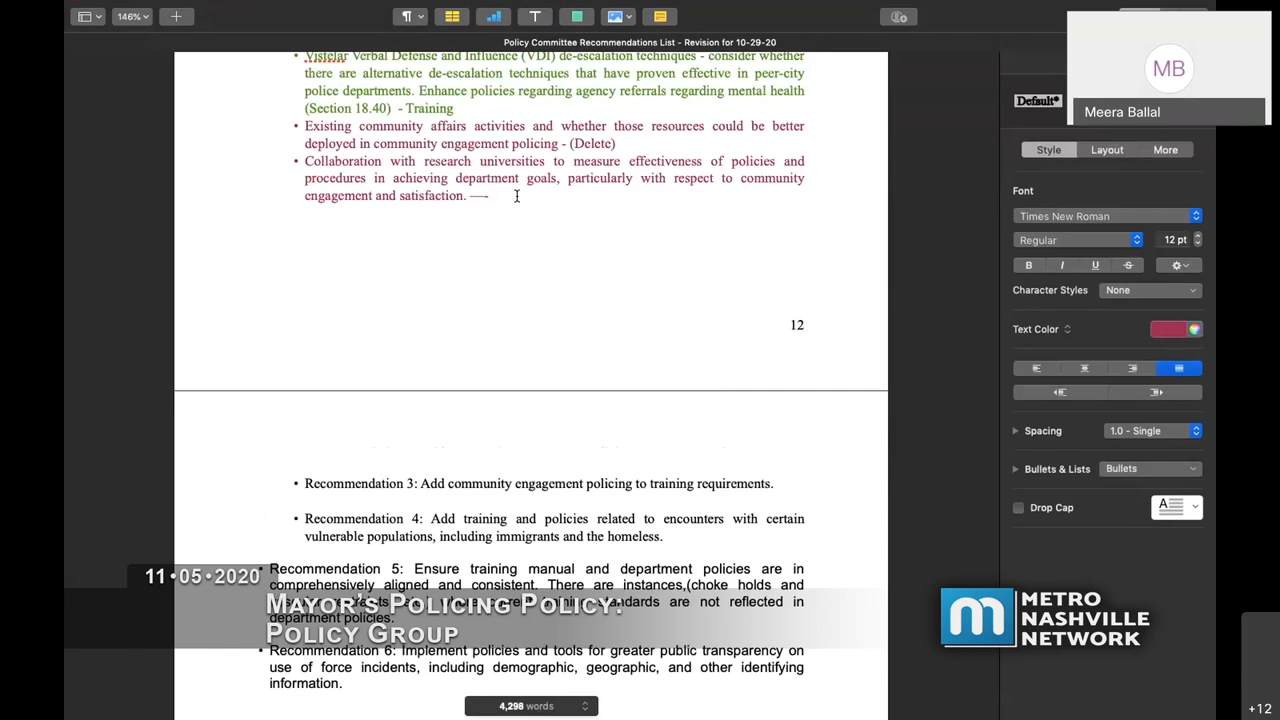 146%
Policy Committee Recommendations List - Revision for 10-29-20
MB
Meera Ballal
Vistelar Verbal Defense and Influence (VDI) de-escalation techniques - consider whether
there are alternative de-escalation techniques that have proven effective in peer-city
police departments. Enhance policies regarding agency referrals regarding mental health
(Section 18.40) - Training
• Existing community affairs activities and whether those resources could be better
deployed in community engagement policing - (Delete)
• Collaboration with research universities to measure effectiveness of policies and
procedures in achieving department goals, particularly with respect to community
engagement and satisfaction. —-
12
• Recommendation 3: Add community engagement policing to training requirements.
• Recommendation 4: Add training and policies related to encounters with certain
vulnerable populations, including immigrants and the homeless.
• Recommendation 5: Ensure training manual and department policies are in
comprehensively aligned and consistent. There are instances,(choke holds and
standards are not reflected in
department policies.
• Recommendation 6: Implement policies and tools for greater public transparency on
use of force incidents, including demographic, geographic, and other identifying
information.
4,298 words
Default*
Style Layout More
Font
Times New Roman
Regular 12 pt
B I U S
Character Styles None
Text Color
Spacing 1.0 - Single
Bullets & Lists Bullets
Drop Cap
11•05•2020
Mayor's Policing Policy:
Policy Group
m METRO
NASHVILLE
NETWORK
+12